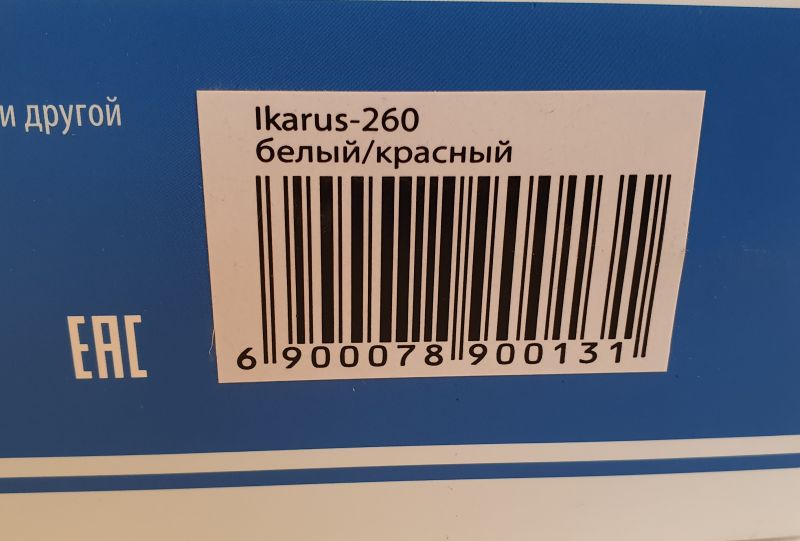 и другой
Ikarus-260
белый/красный
6 900078 900131
EAC